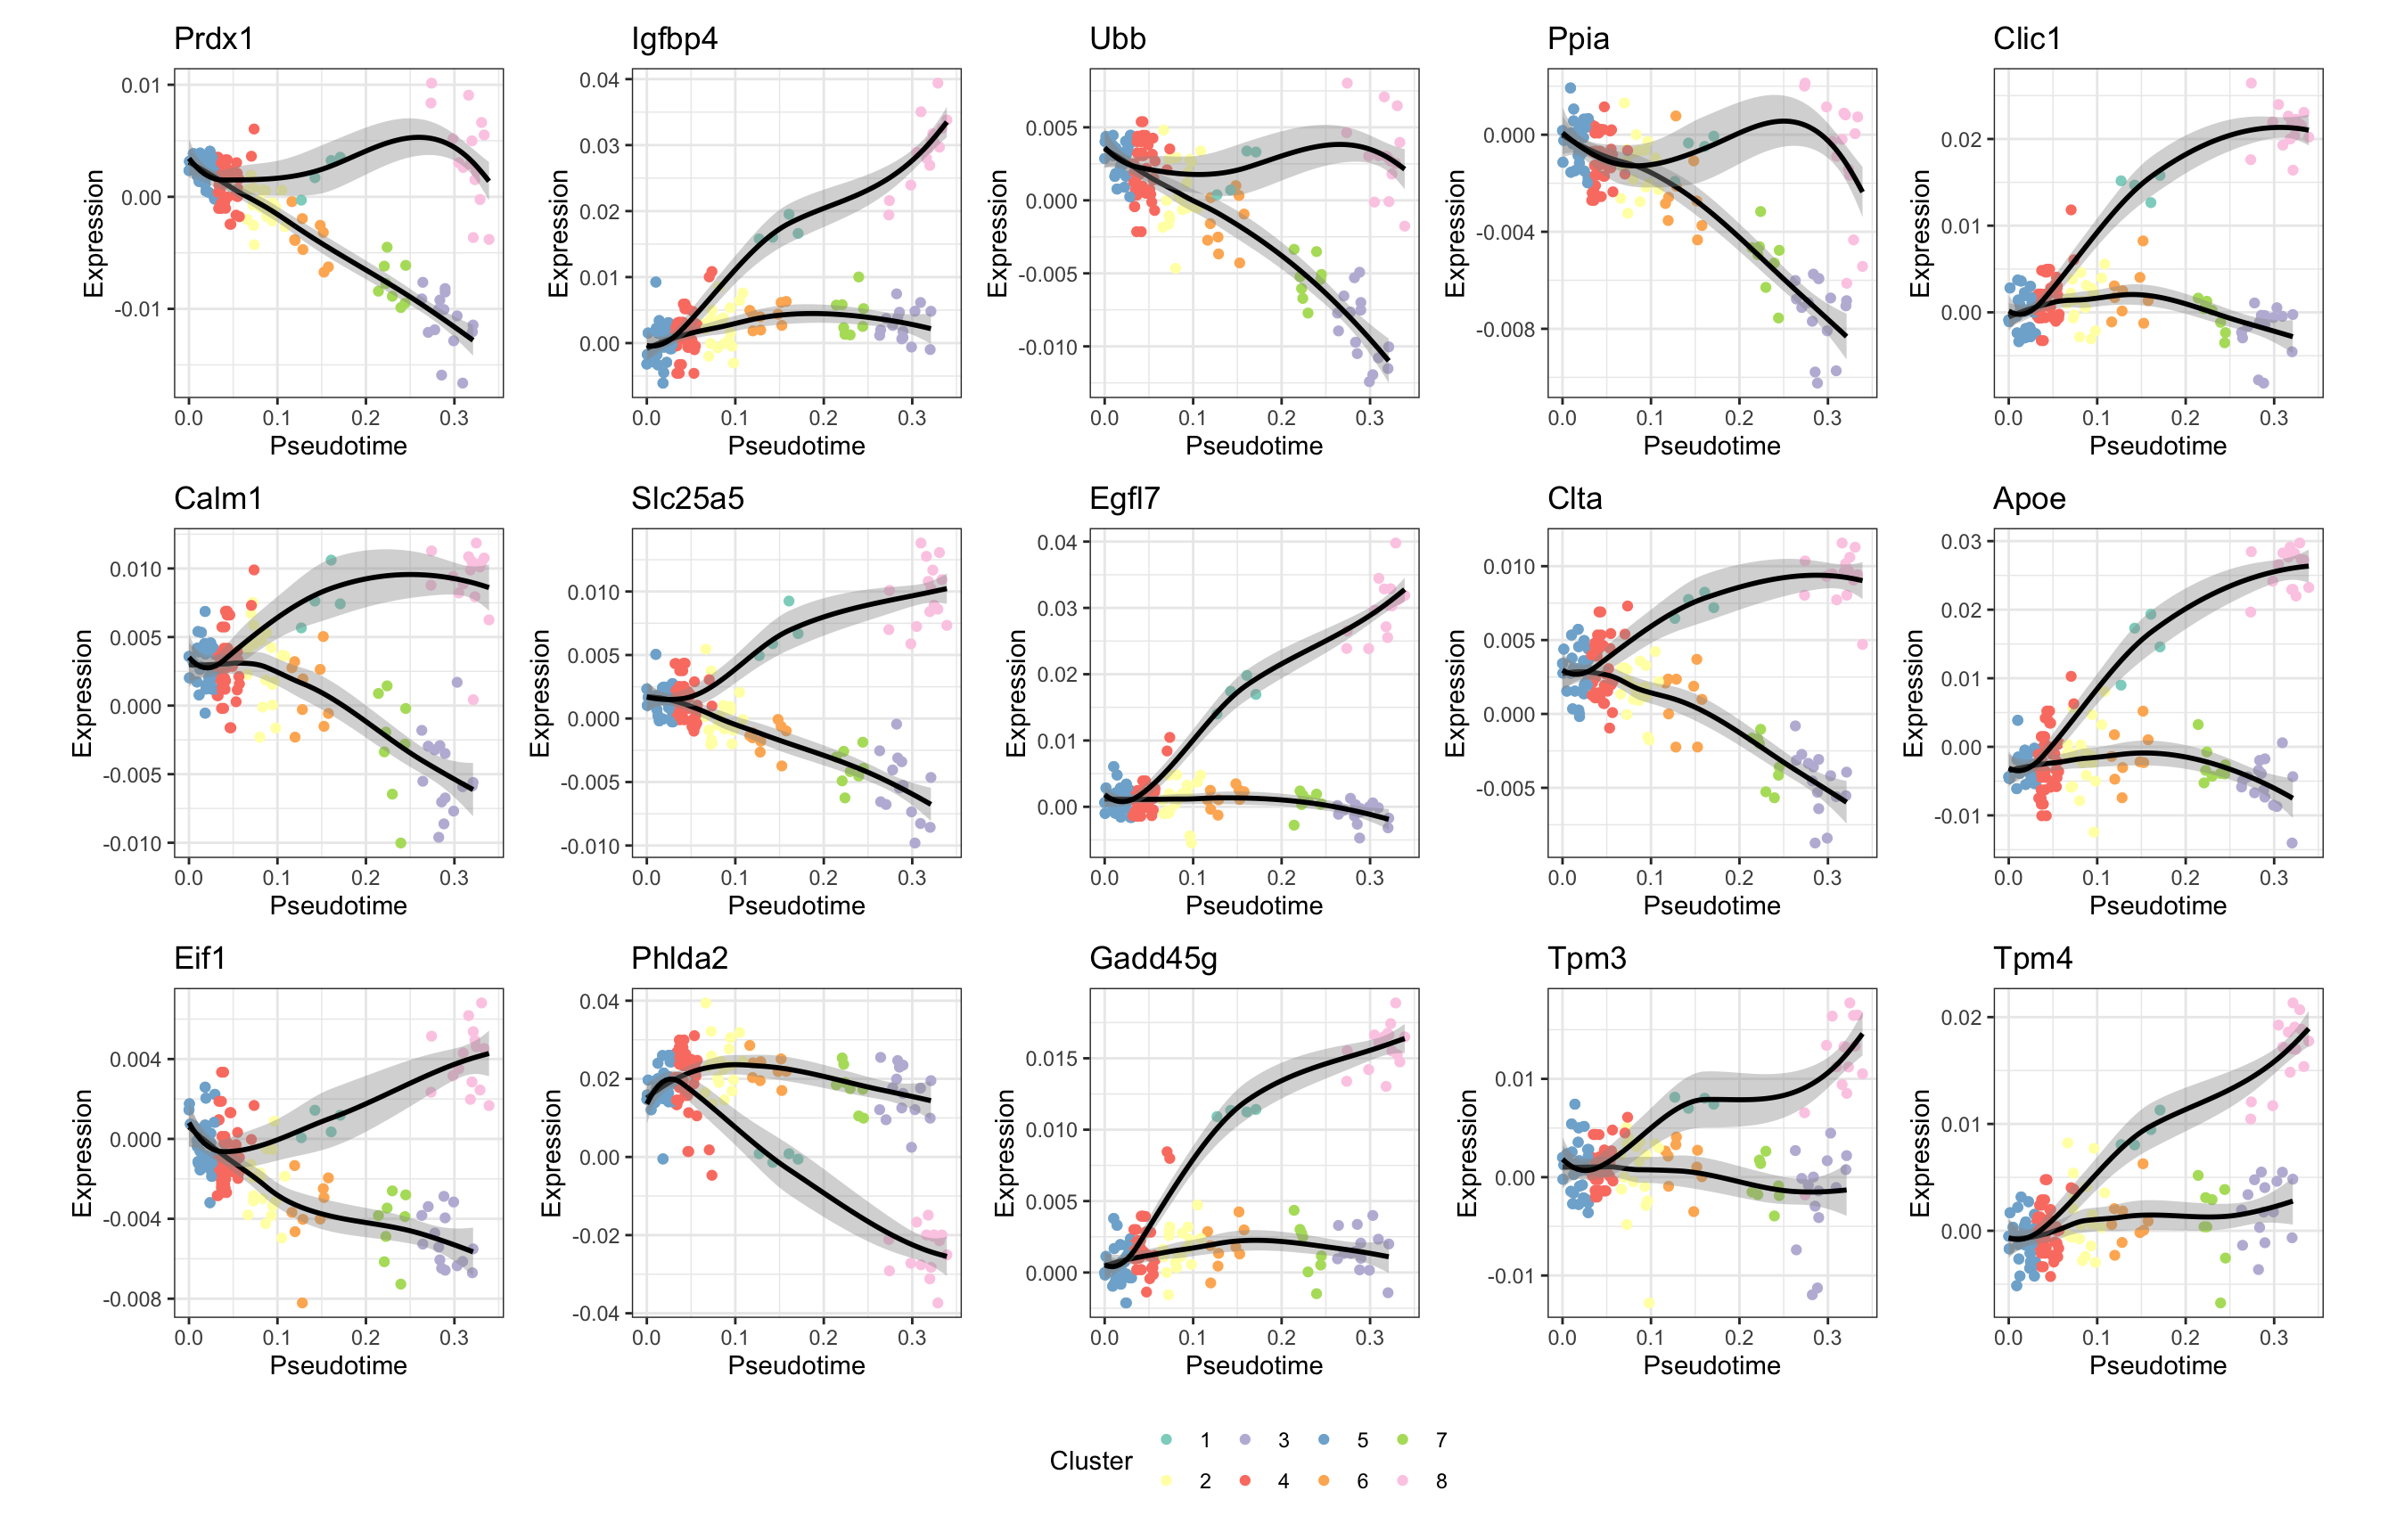 Prdx1 Igfbp4 Ubb Ppia Clic1
0.01 0.00 -0.01
0.04 0.03 0.02 0.01 0.00
0.005 0.000 -0.005 -0.010
0.000 -0.004 -0.008
0.02 0.01 0.00
Expression Expression Expression Expression Expression
0.0 0.1 0.2 0.3 0.0 0.1 0.2 0.3 0.0 0.1 0.2 0.3 0.0 0.1 0.2 0.3 0.0 0.1 0.2 0.3
Pseudotime Pseudotime Pseudotime Pseudotime Pseudotime
Calm1 Slc25a5 Egfl7 Clta Apoe
0.010 0.005 0.000 -0.005 -0.010
0.010 0.005 0.000 -0.005 -0.010
0.04 0.03 0.02 0.01 0.00
0.010 0.005 0.000 -0.005
0.03 0.02 0.01 0.00 -0.01
Expression Expression Expression Expression Expression
0.0 0.1 0.2 0.3 0.0 0.1 0.2 0.3 0.0 0.1 0.2 0.3 0.0 0.1 0.2 0.3 0.0 0.1 0.2 0.3
Pseudotime Pseudotime Pseudotime Pseudotime Pseudotime
Eif1 Phlda2 Gadd45g Tpm3 Tpm4
0.004 0.000 -0.004 -0.008
0.04 0.02 0.00 -0.02 -0.04
0.015 0.010 0.005 0.000
0.01 0.00 -0.01
0.02 0.01 0.00
Expression Expression Expression Expression Expression
0.0 0.1 0.2 0.3 0.0 0.1 0.2 0.3 0.0 0.1 0.2 0.3 0.0 0.1 0.2 0.3 0.0 0.1 0.2 0.3
Pseudotime Pseudotime Pseudotime Pseudotime Pseudotime
Cluster
1 3 5 7
2 4 6 8